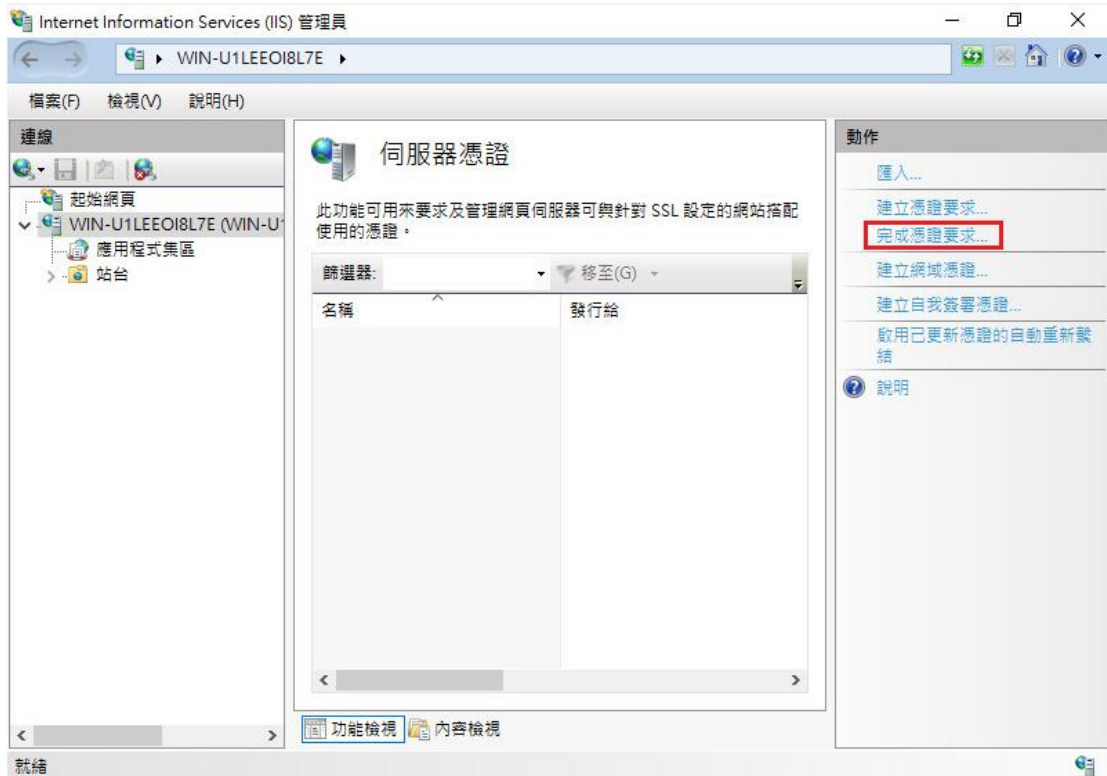 Internet Information Services (IIS) 管理員
WIN-U1LEEOI8L7E
檔案(F) 檢視(V) 說明(H)
連線
起始網頁
WIN-U1LEEOI8L7E (WIN-U1
應用程式集區
站台
伺服器憑證
此功能可用來要求及管理網頁伺服器可與針對 SSL 設定的網站搭配
使用的憑證。
篩選器: 移至(G)
名稱 發行給
功能檢視 內容檢視
動作
匯入...
建立憑證要求...
完成憑證要求...
建立網域憑證...
建立自我簽署憑證...
啟用已更新憑證的自動重新繫
結
說明
就緒